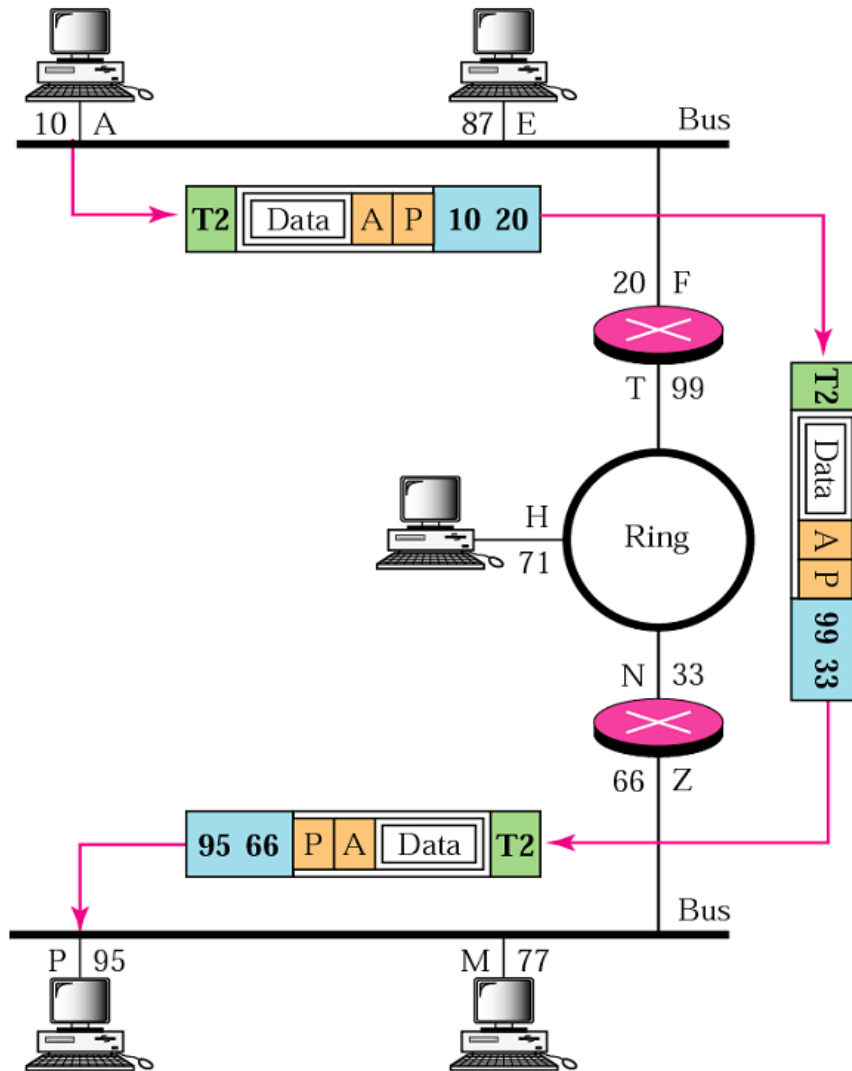 10 A
87 E
Bus
T2 Data A P 10 20
20 F
T 99
T2 Data A P 99 33
H
71
Ring
N 33
66 Z
95 66 P A Data T2
Bus
P 95
M 77